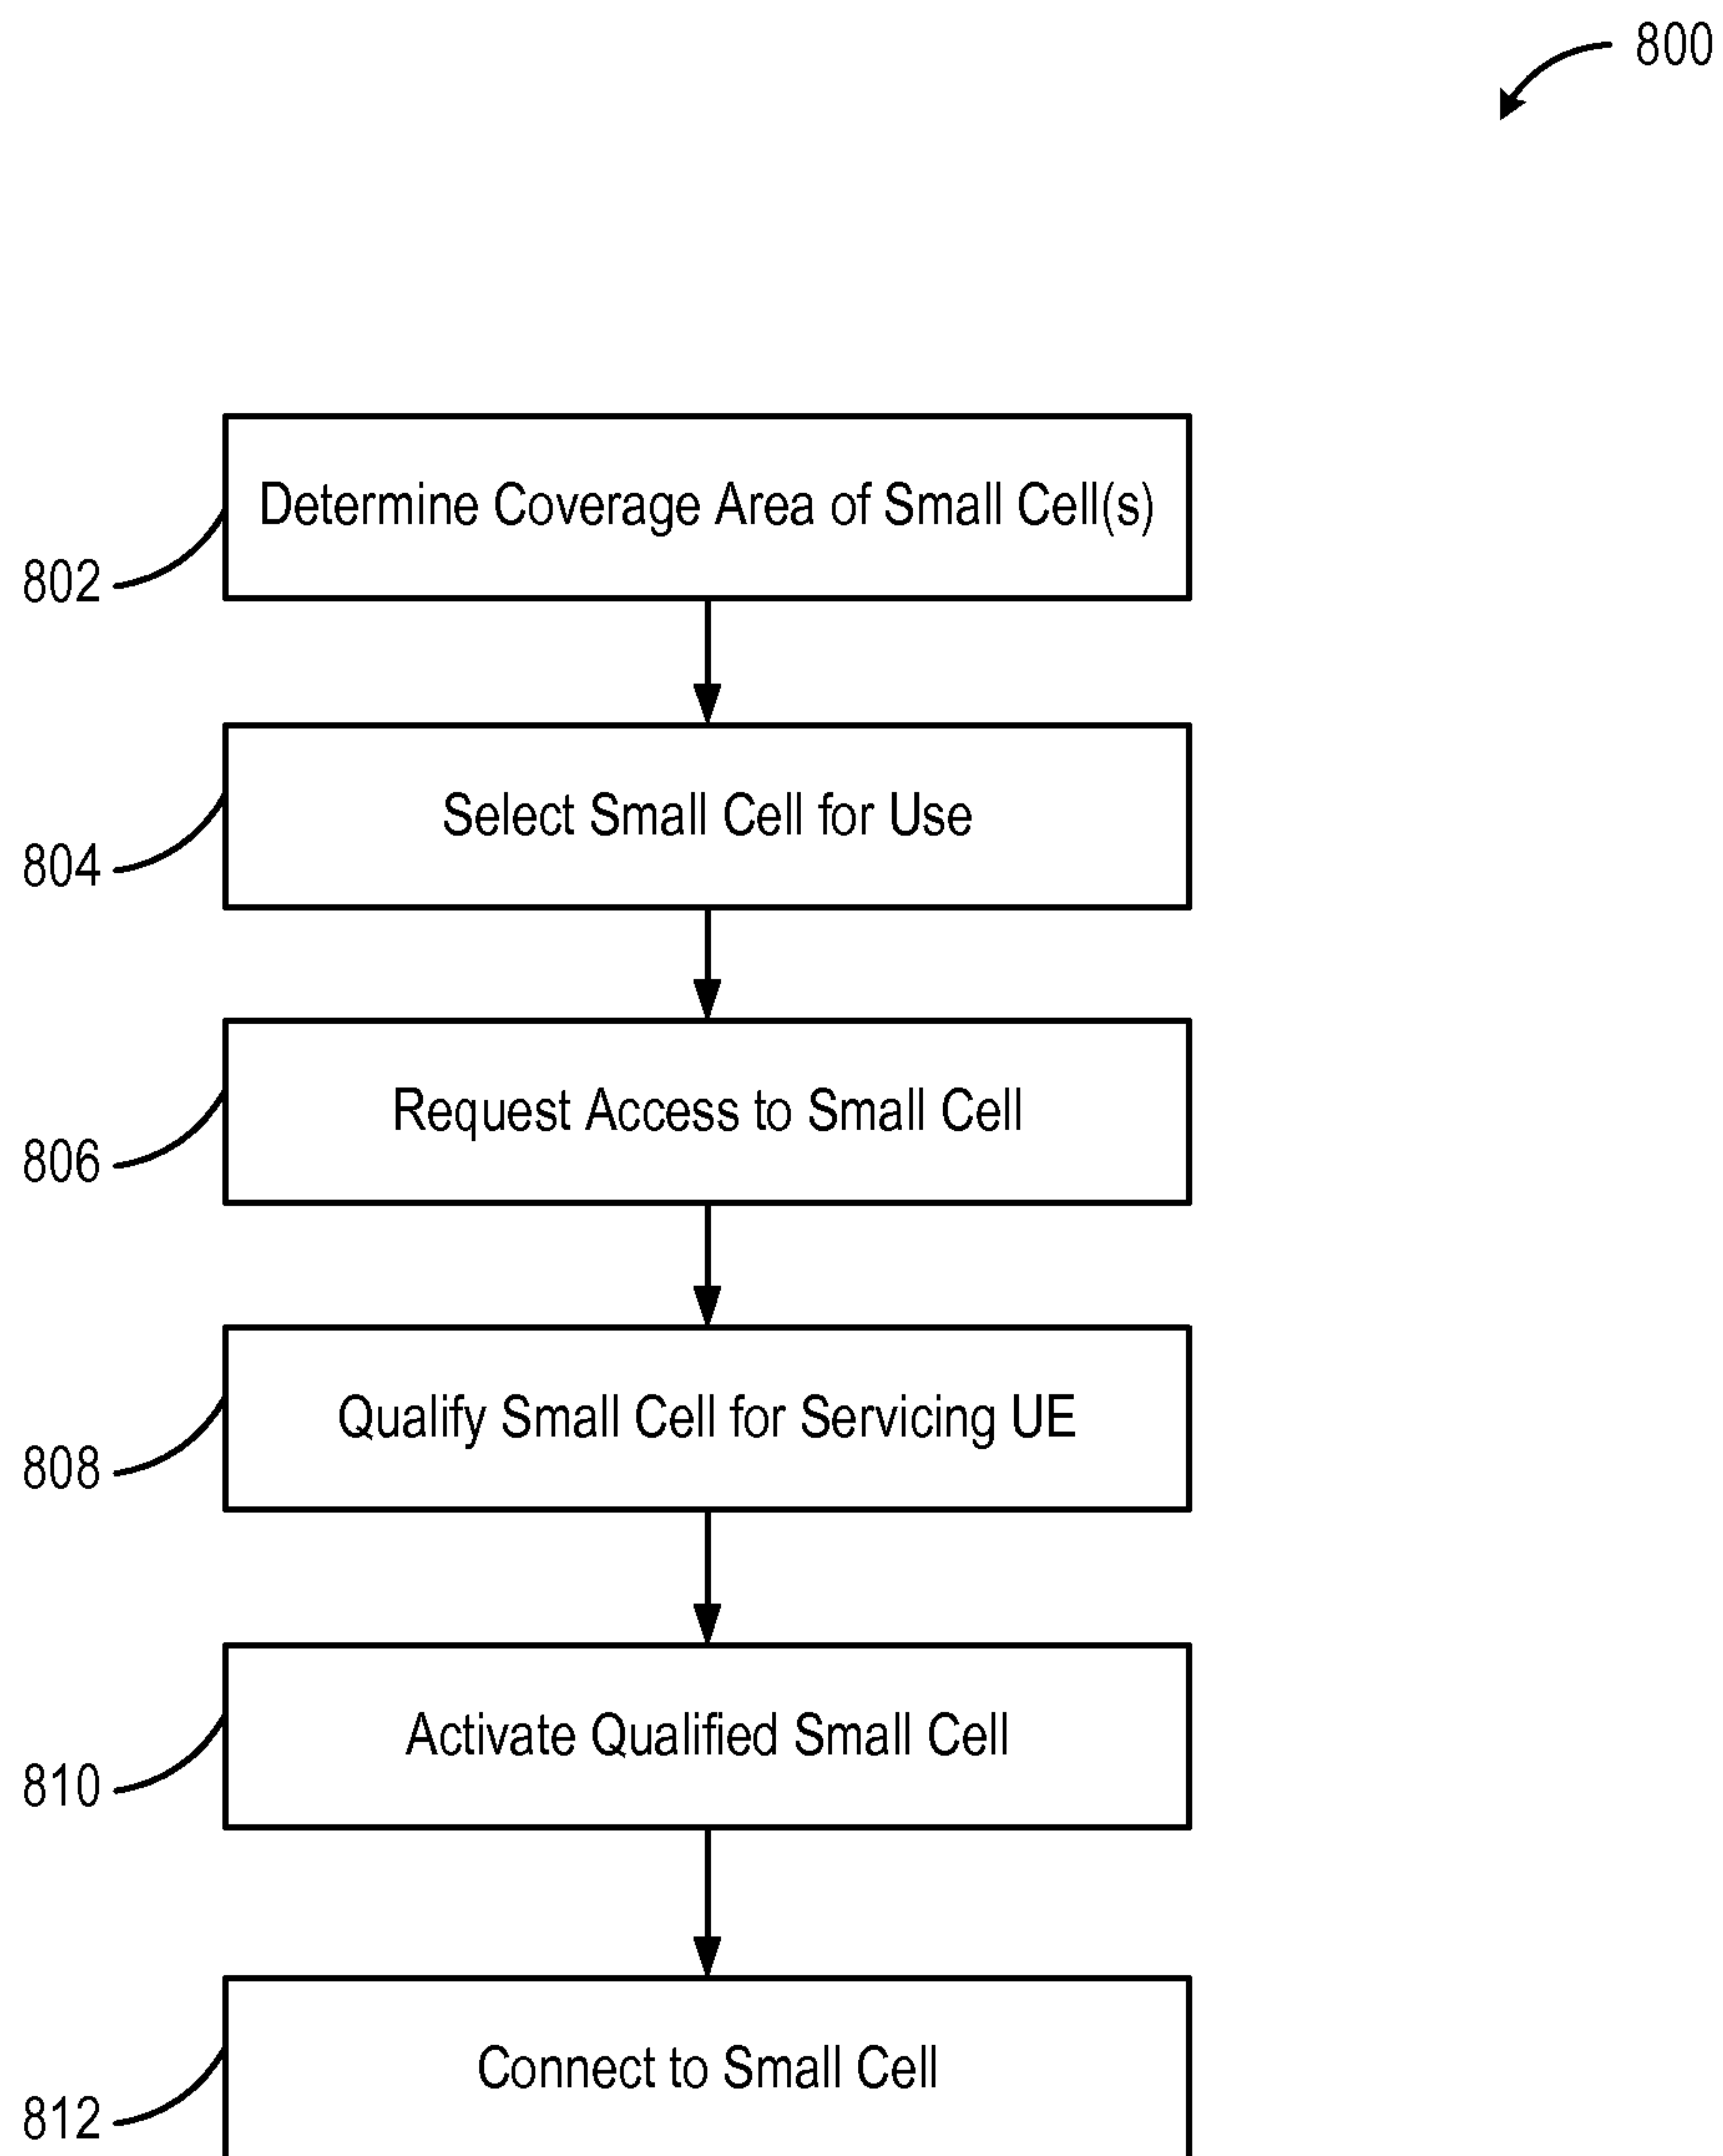 800
Determine Coverage Area of Small Cell(s)
802
Select Small Cell for Use
804
Request Access to Small Cell
806
Qualify Small Cell for Servicing UE
808
Activate Qualified Small Cell
810
Connect to Small Cell
812